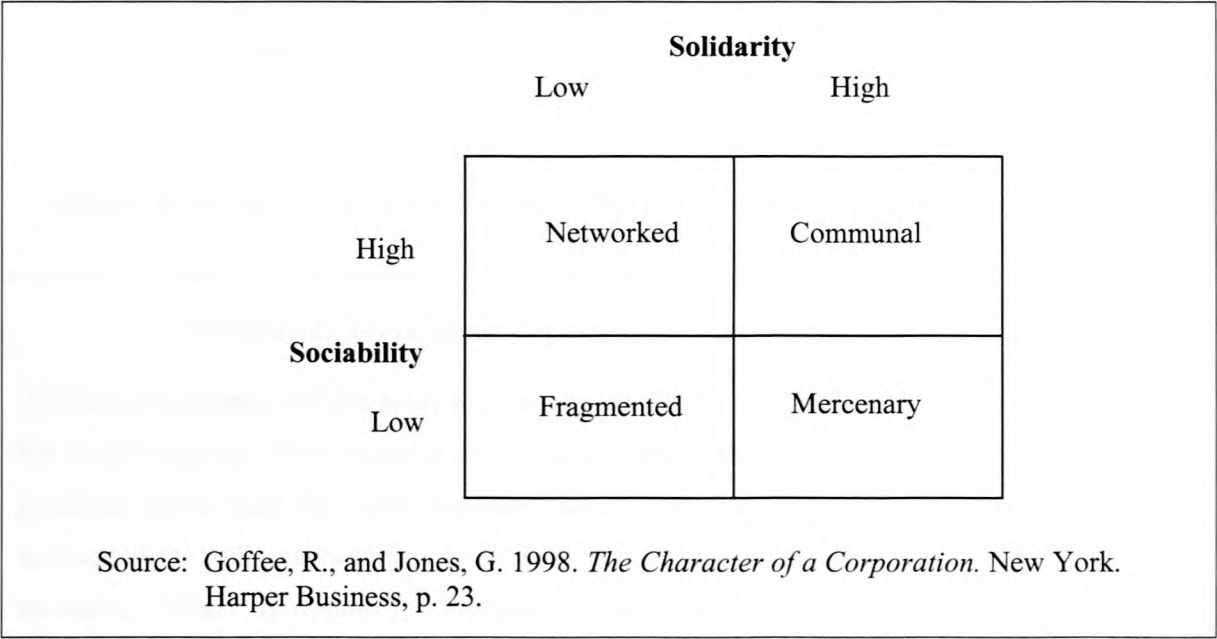 Solidarity
Low High
Networked Communal
High
Sociability
Fragmented Mercenary
Low
Source: Goffee, R., and Jones, G. 1998. The Character of a Corporation. New York.
Harper Business, p. 23.